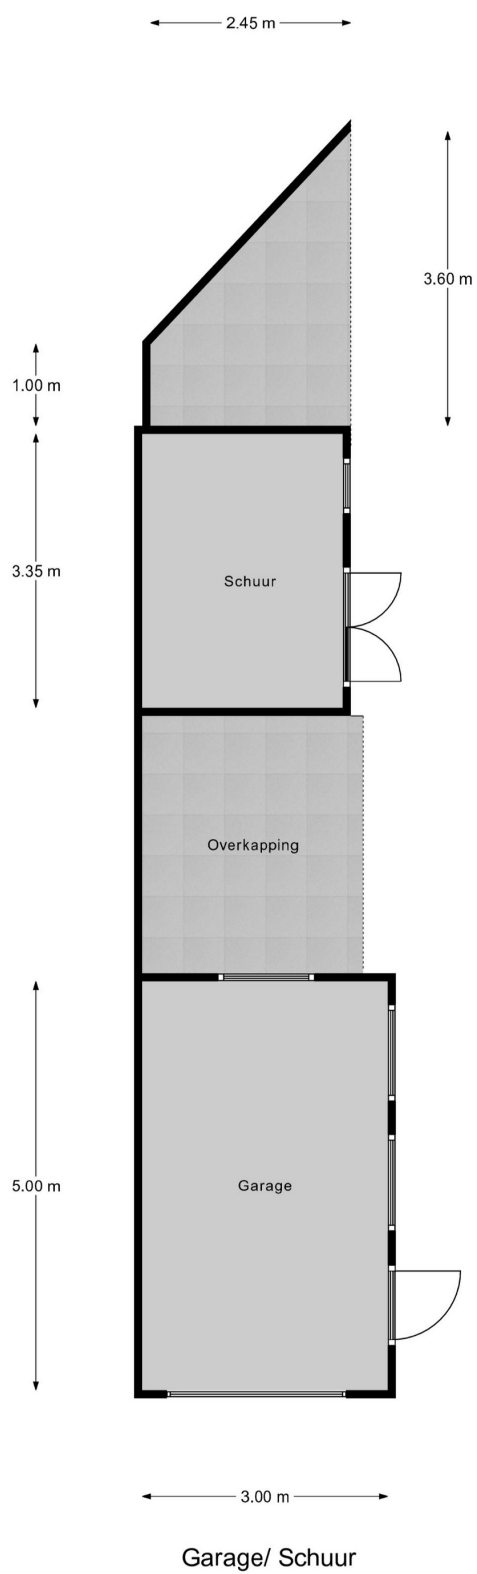 2.45 m
3.60 m
1.00 m
3.35 m
Schuur
Overkapping
5.00 m
Garage
3.00 m
Garage/ Schuur